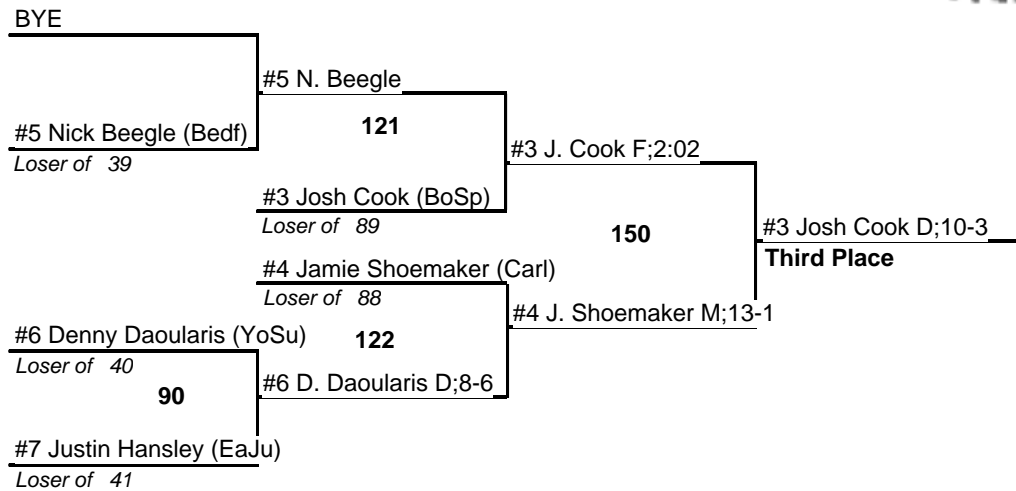 BYE
#5 N. Beegle
121
#5 Nick Beegle (Bedf)
Loser of 39
#3 J. Cook F;2:02
#3 Josh Cook (BoSp)
Loser of 89
150
#3 Josh Cook D;10-3
Third Place
#4 Jamie Shoemaker (Carl)
Loser of 88
#4 J. Shoemaker M;13-1
#6 Denny Daoularis (YoSu)
122
Loser of 40
90
#6 D. Daoularis D;8-6
#7 Justin Hansley (EaJu)
Loser of 41